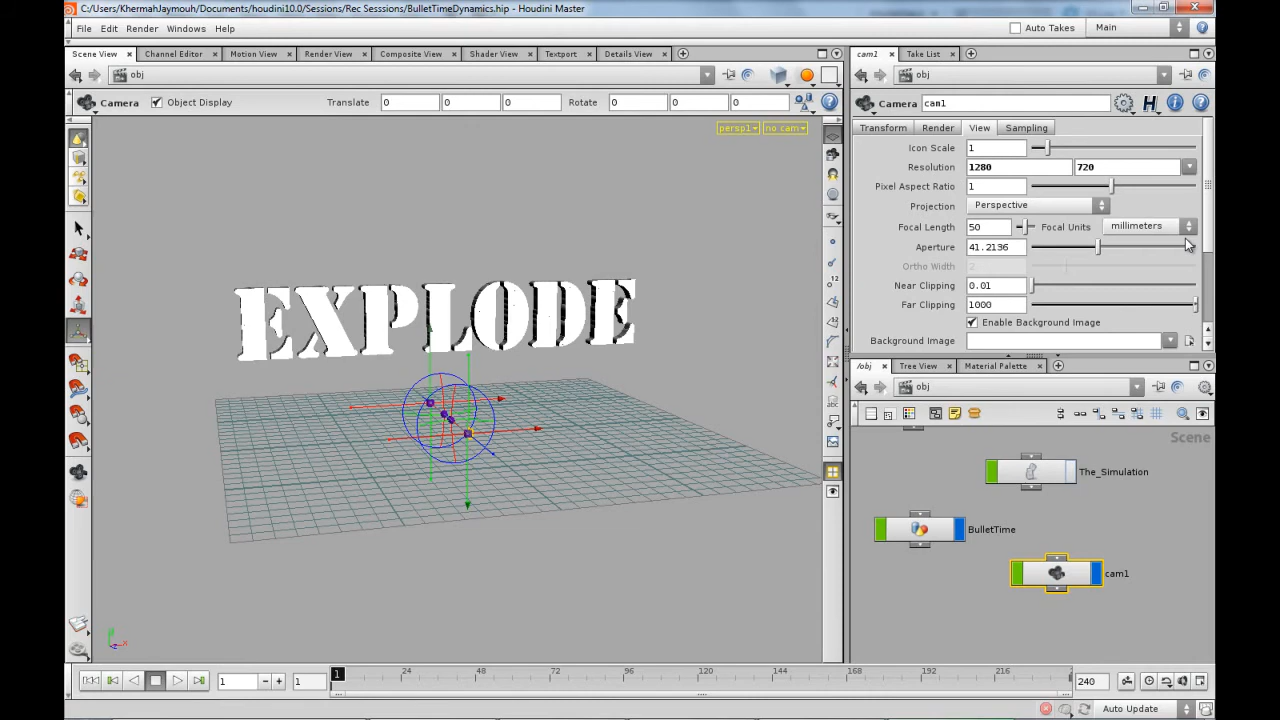 C:/Users/KhermahJaymouh/Documents/houdini10.0/Sessions/Rec Sesssions/BulletTimeDynamics.hip - Houdini Master
File Edit Render Windows Help Auto Takes Main
Scene View Channel Editor Motion View Render View Composite View Shader View Textport Details View
obj
Camera Object Display Translate 0 0 0 Rotate 0 0 0
persp1 no cam
EXPLODE
cam1 Take List
obj
Camera cam1
Transform Render View Sampling
Icon Scale 1
Resolution 1280 720
Pixel Aspect Ratio 1
Projection Perspective
Focal Length 50 Focal Units millimeters
Aperture 41.2136
Ortho Width 2
Near Clipping 0.01
Far Clipping 1000
Enable Background Image
Background Image
/obj Tree View Material Palette
obj
Scene
The_Simulation
BulletTime
cam1
1 1 1 24 48 72 96 120 144 168 192 216 240
Auto Update